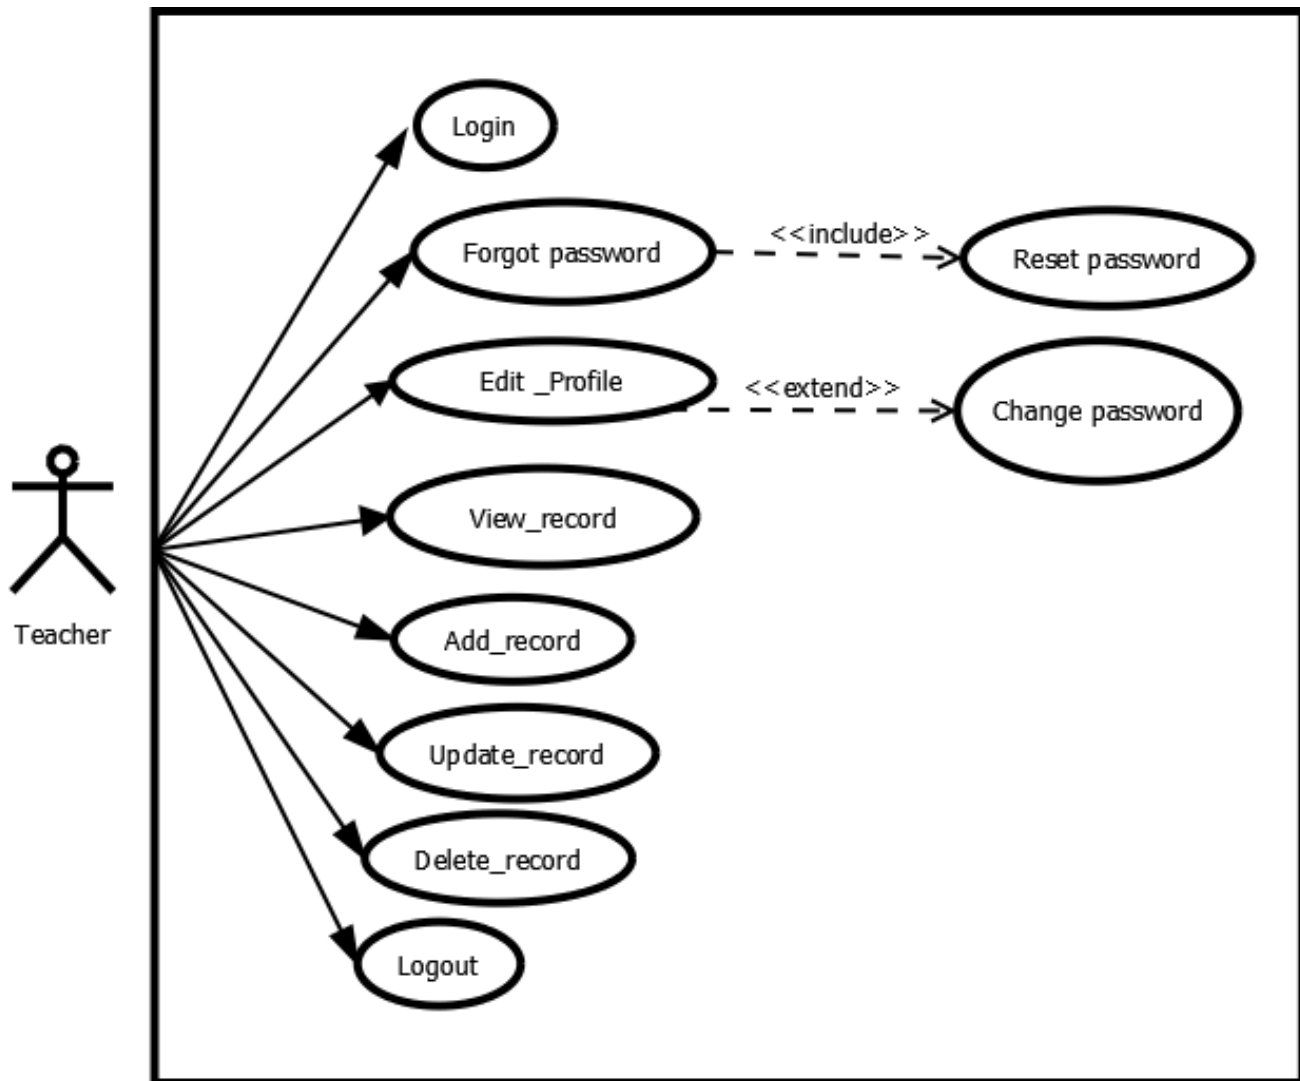 Login
Forgot password
<<include>>
Reset password
Edit _Profile
<<extend>>
Change password
View_record
Teacher
Add_record
Update_record
Delete_record
Logout